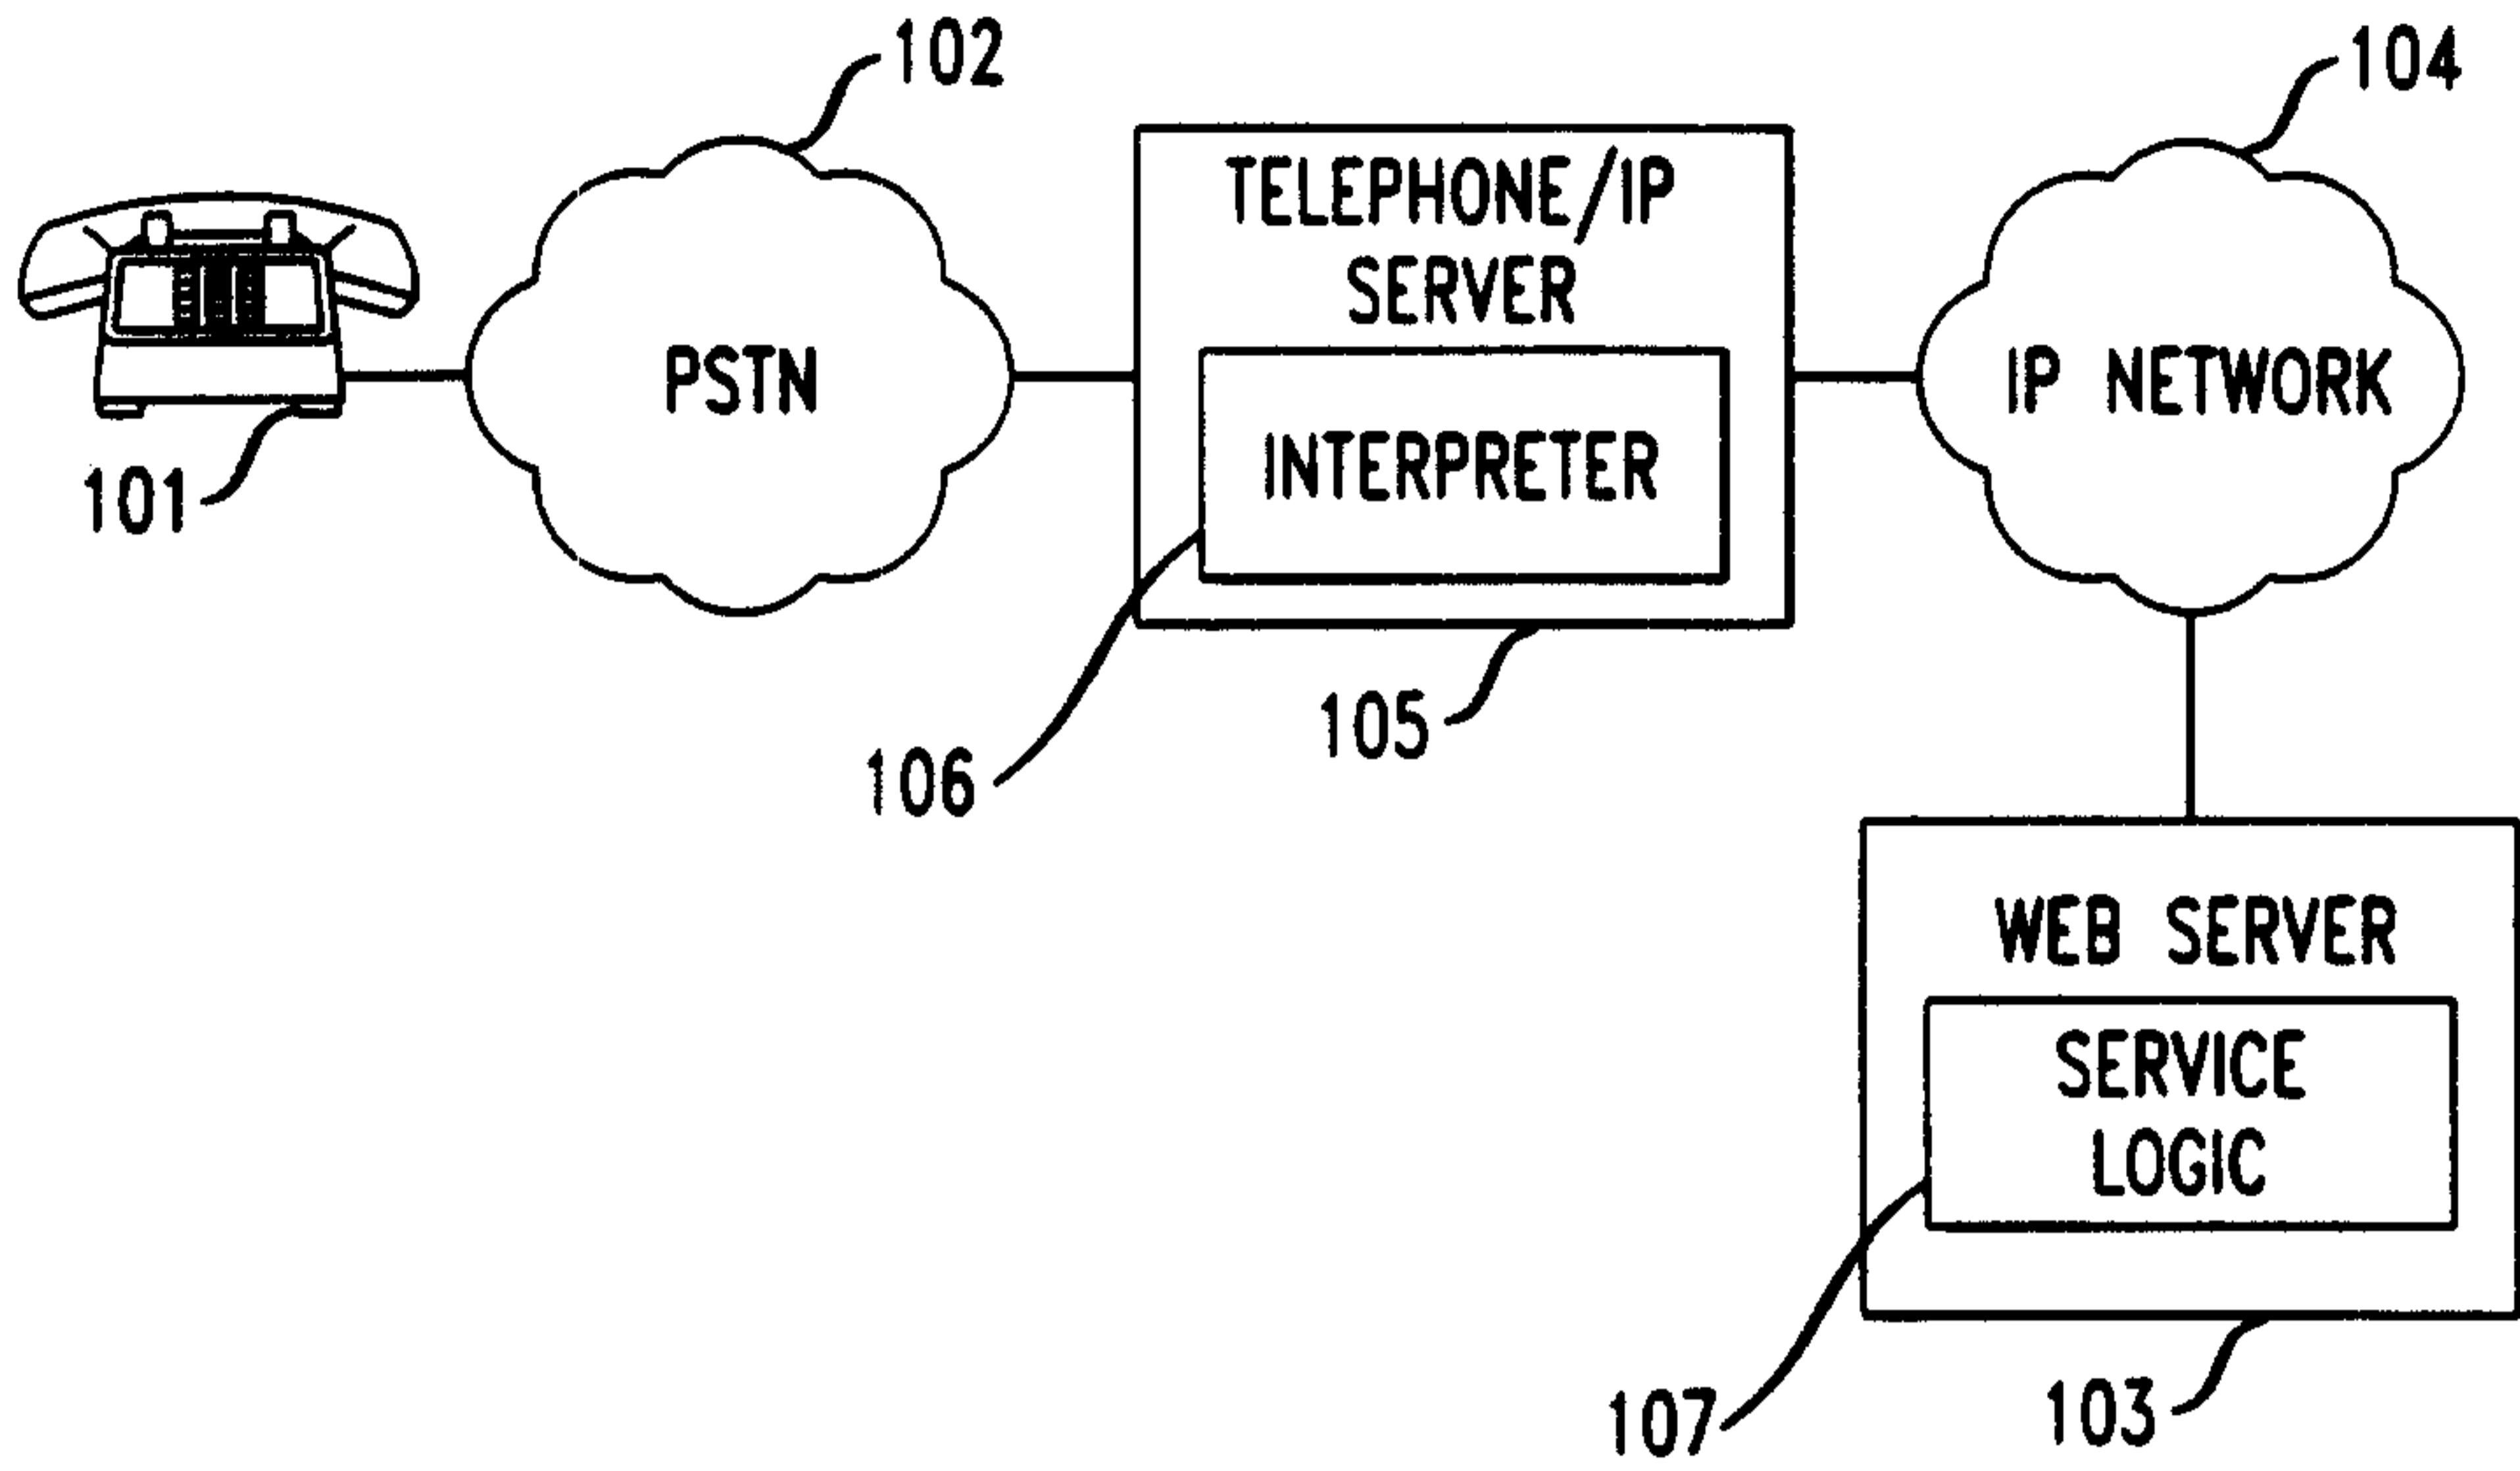 102
104
TELEPHONE/IP
SERVER
PSTN
IP NETWORK
INTERPRETER
101
105
106
WEB SERVER
SERVICE
LOGIC
107
103